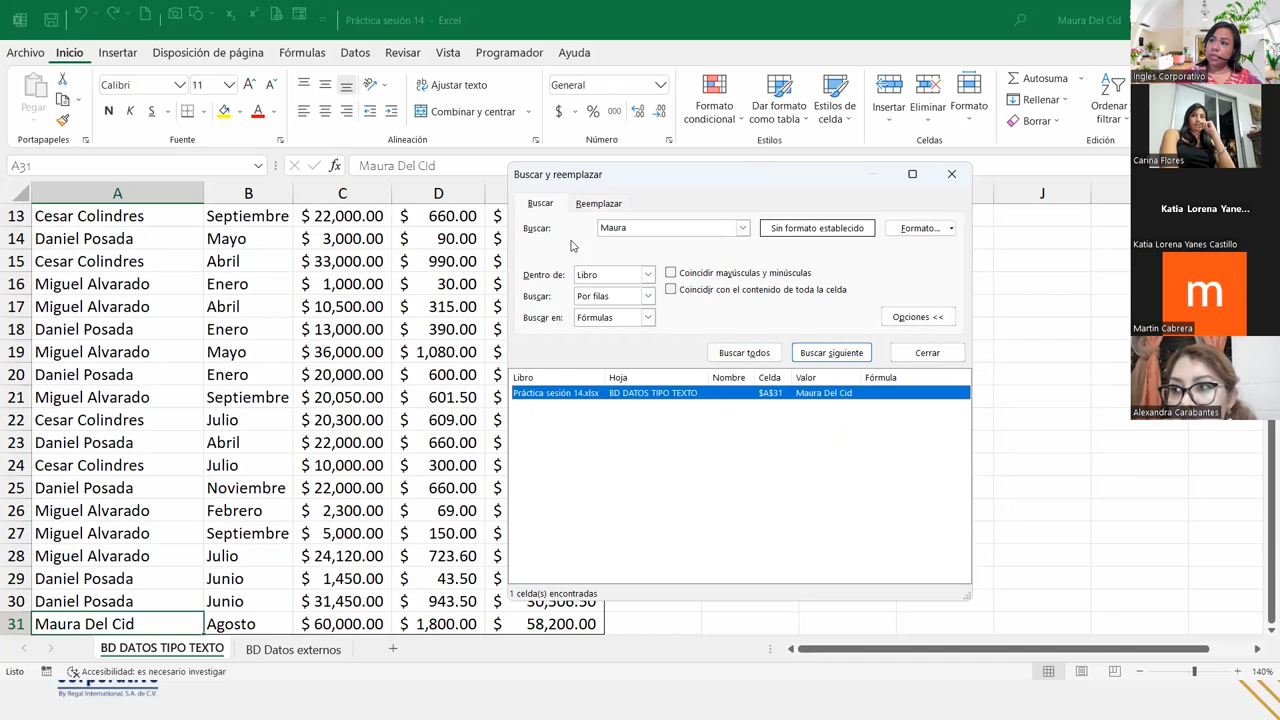 Práctica sesión 14 - Excel
Maura Del Cid
Archivo Inicio Insertar Disposición de página Fórmulas Datos Revisar Vista Programador Ayuda
Pegar
Portapapeles
Calibri 11
N K S
Fuente
Ajustar texto
Combinar y centrar
Alineación
General
$ % 
Número
Formato condicional
Dar formato como tabla
Estilos de celda
Estilos
Insertar Eliminar Formato
Celdas
Autosuma
Rellenar
Borrar
Ordenar filtrar
Edición
A31
fx
Maura Del Cid
A B C D J
13 Cesar Colindres Septiembre $ 22,000.00 $ 660.00 $
14 Daniel Posada Mayo $ 3,000.00 $ 90.00 $
15 Cesar Colindres Abril $ 33,000.00 $ 990.00 $
16 Miguel Alvarado Enero $ 1,000.00 $ 30.00 $
17 Miguel Alvarado Abril $ 10,500.00 $ 315.00 $
18 Daniel Posada Enero $ 13,000.00 $ 390.00 $
19 Miguel Alvarado Mayo $ 36,000.00 $ 1,080.00 $
20 Daniel Posada Enero $ 20,000.00 $ 600.00 $
21 Miguel Alvarado Septiembre $ 20,050.00 $ 601.50 $
22 Cesar Colindres Julio $ 20,300.00 $ 609.00 $
23 Daniel Posada Abril $ 22,000.00 $ 660.00 $
24 Cesar Colindres Julio $ 10,000.00 $ 300.00 $
25 Daniel Posada Noviembre $ 22,000.00 $ 660.00 $
26 Miguel Alvarado Febrero $ 2,300.00 $ 69.00 $
27 Miguel Alvarado Septiembre $ 5,000.00 $ 150.00 $
28 Miguel Alvarado Julio $ 24,120.00 $ 723.60 $
29 Daniel Posada Junio $ 1,450.00 $ 43.50 $
30 Daniel Posada Junio $ 31,450.00 $ 943.50 $ 30,506.50
31 Maura Del Cid Agosto $ 60,000.00 $ 1,800.00 $ 58,200.00
Buscar y reemplazar
Buscar Reemplazar
Buscar: Maura Sin formato establecido Formato...
Dentro de: Libro Coincidir mayúsculas y minúsculas
Buscar: Por filas Coincidir con el contenido de toda la celda
Buscar en: Fórmulas Opciones <<
Buscar todos Buscar siguiente Cerrar
Libro Hoja Nombre Celda Valor Fórmula
Práctica sesión 14.xlsx BD DATOS TIPO TEXTO $A$31 Maura Del Cid
1 celda(s) encontradas
BD DATOS TIPO TEXTO BD Datos externos
Listo Accesibilidad: es necesario investigar 140%
By Regal International, S.A. de C.V.
Ingles Corporativo
Carina Flores
Katia Lorena Yane...
Katia Lorena Yanes Castillo
m
Martin Cabrera
Alexandra Carabantes